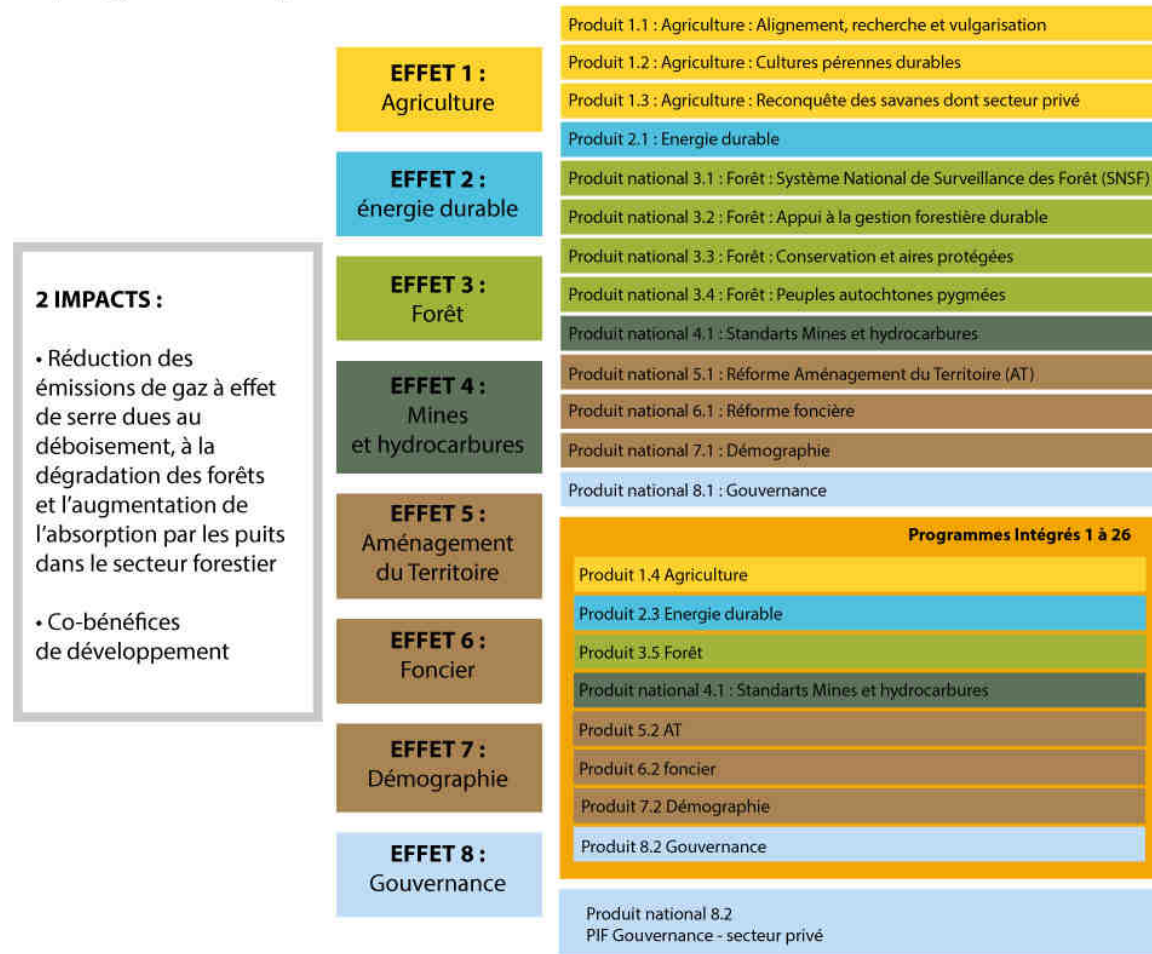 2 IMPACTS :
• Réduction des
émissions de gaz à effet
de serre dues au
déboisement, à la
dégradation des forêts
et l'augmentation de
l'absorption par les puits
dans le secteur forestier
• Co-bénéfices
de développement
EFFET 1 :
Agriculture
EFFET 2 :
énergie durable
EFFET 3 :
Forêt
EFFET 4 :
Mines
et hydrocarbures
EFFET 5 :
Aménagement
du Territoire
EFFET 6 :
Foncier
EFFET 7 :
Démographie
EFFET 8 :
Gouvernance
Produit 1.1 : Agriculture : Alignement, recherche et vulgarisation
Produit 1.2 : Agriculture : Cultures pérennes durables
Produit 1.3 : Agriculture : Reconquête des savanes dont secteur privé
Produit 2.1 : Energie durable
Produit national 3.1 : Forêt : Système National de Surveillance des Forêt (SNSF)
Produit national 3.2 : Forêt : Appui à la gestion forestière durable
Produit national 3.3 : Forêt : Conservation et aires protégées
Produit national 3.4 : Forêt : Peuples autochtones pygmées
Produit national 4.1 : Standarts Mines et hydrocarbures
Produit national 5.1 : Réforme Aménagement du Territoire (AT)
Produit national 6.1 : Réforme foncière
Produit national 7.1 : Démographie
Produit national 8.1 : Gouvernance
Programmes Intégrés 1 à 26
Produit 1.4 Agriculture
Produit 2.3 Energie durable
Produit 3.5 Forêt
Produit national 4.1 : Standarts Mines et hydrocarbures
Produit 5.2 AT
Produit 6.2 foncier
Produit 7.2 Démographie
Produit 8.2 Gouvernance
Produit national 8.2
PIF Gouvernance - secteur privé